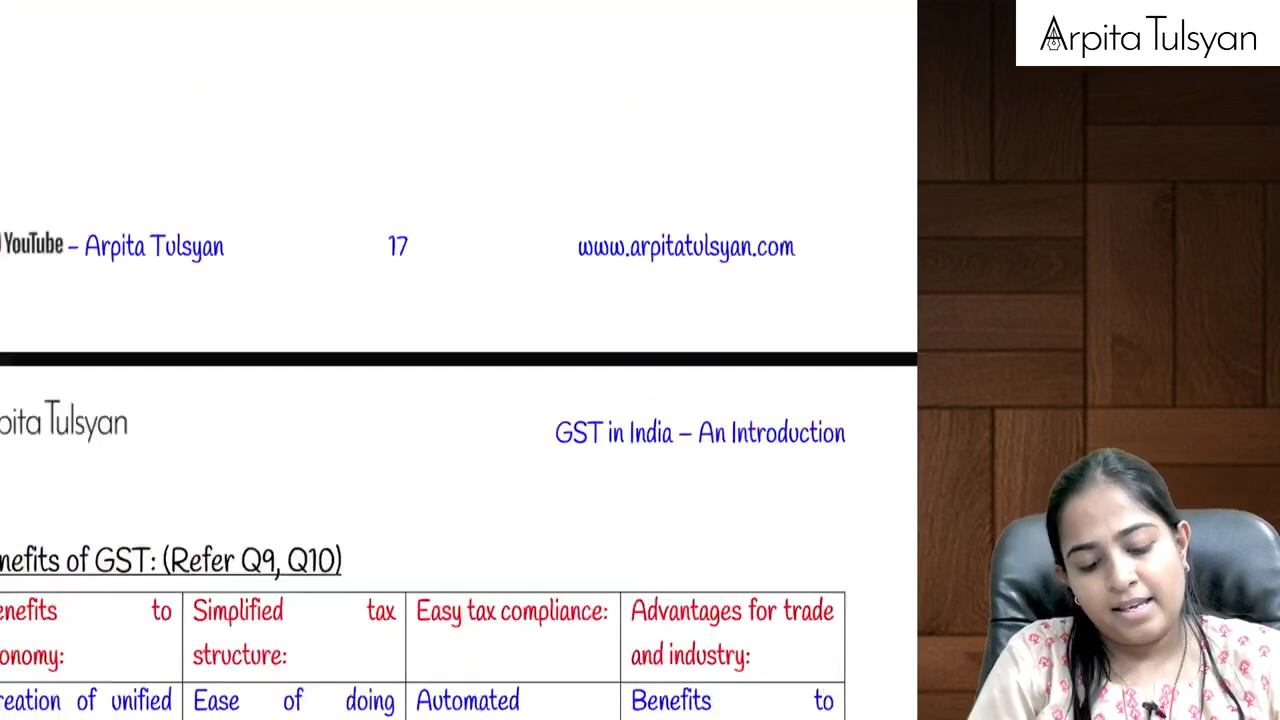 Arpita Tulsyan
YouTube – Arpita Tulsyan 17 www.arpitatulsyan.com
pita Tulsyan
GST in India – An Introduction
nefits of GST: (Refer Q9, Q10)
enefits to Simplified tax Easy tax compliance: Advantages for trade
onomy: structure: and industry:
reation of unified Ease of doing Automated Benefits to